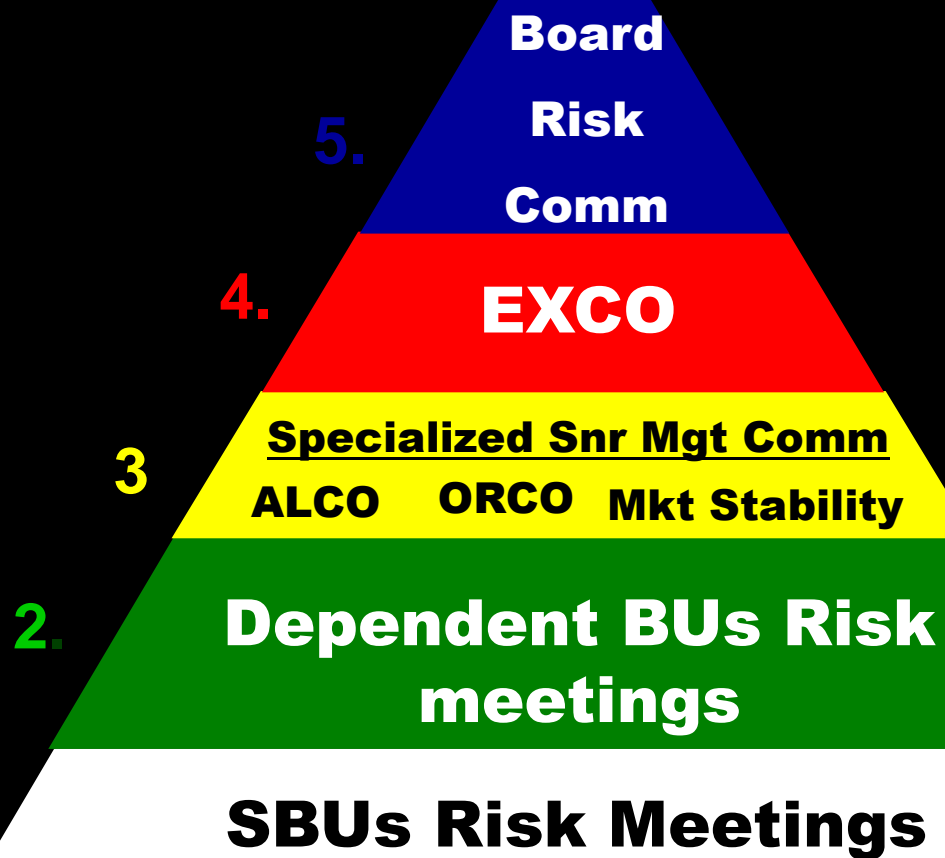 Board
5.
Risk
Comm
4.
EXCO
3
Specialized Snr Mgt Comm
ALCO ORCO Mkt Stability
2.
Dependent BUs Risk
meetings
SBUs Risk Meetings